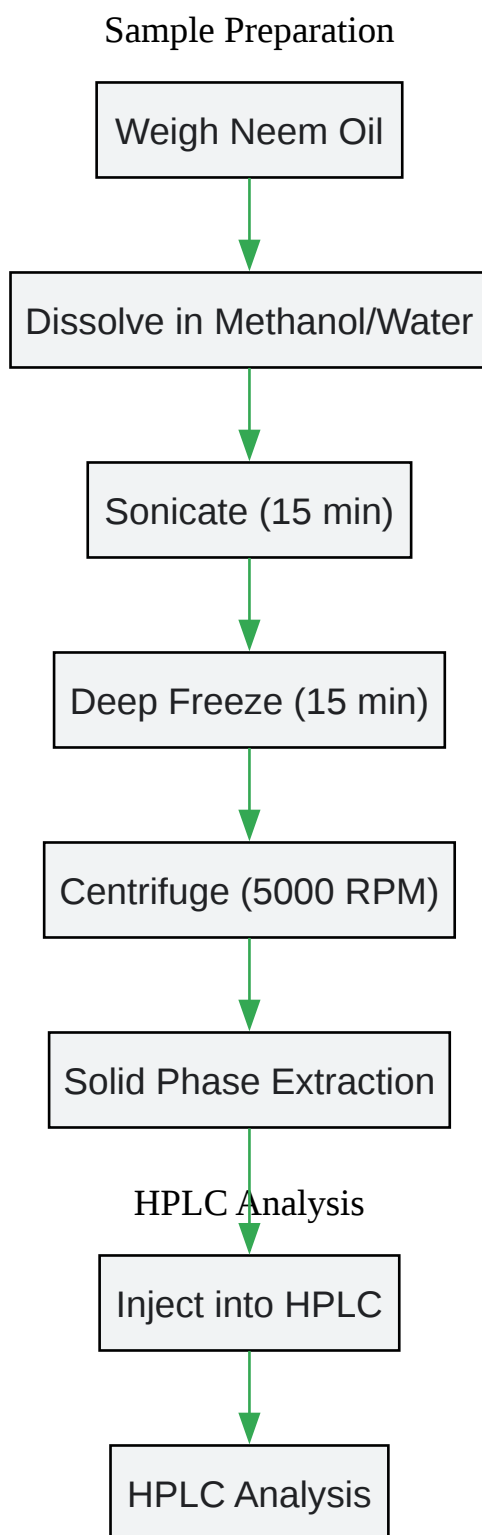 Sample Preparation
Weigh Neem Oil
Dissolve in Methanol/Water
Sonicate (15 min)
Deep Freeze (15 min)
Centrifuge (5000 RPM)
Solid Phase Extraction
HPLC Analysis
Inject into HPLC
HPLC Analysis